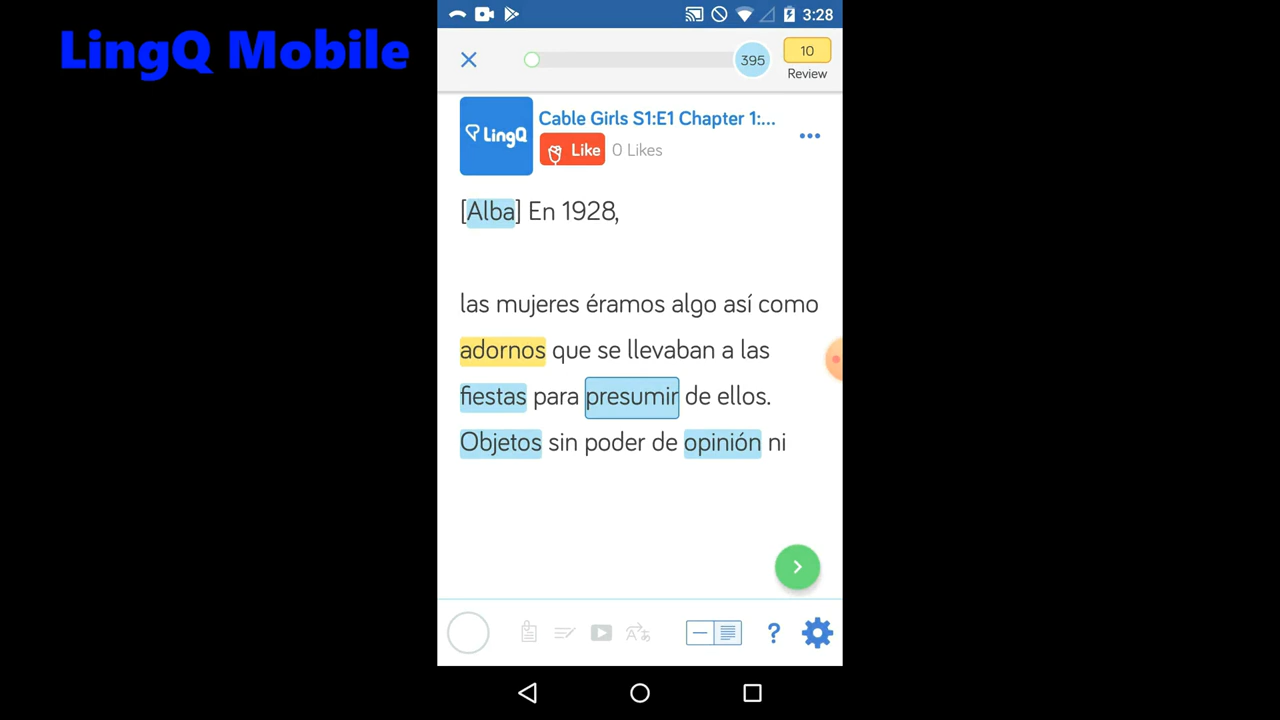 LingQ Mobile
3:28
395
10
Review
LingQ
Cable Girls S1:E1 Chapter 1:...
Like 0 Likes
[Alba] En 1928,
las mujeres éramos algo así como
adornos que se llevaban a las
fiestas para presumir de ellos.
Objetos sin poder de opinión ni
?